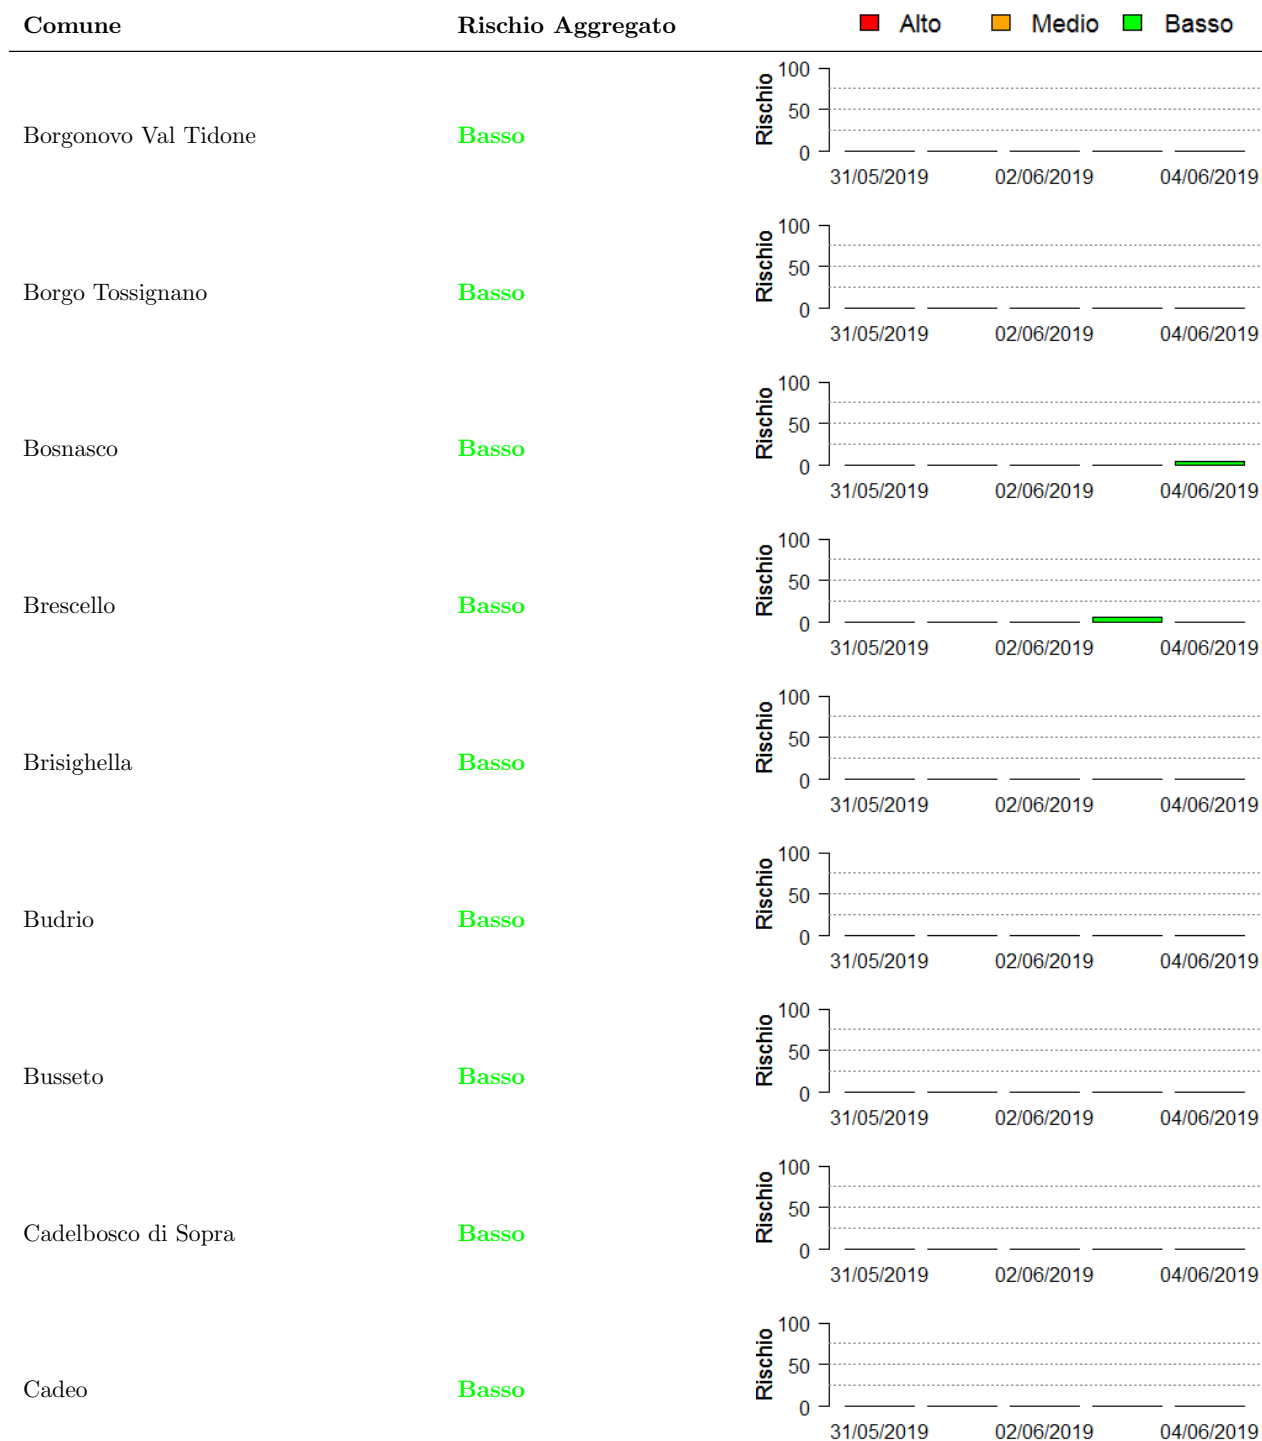 Comune Rischio Aggregato Alto Medio Basso
Borgonovo Val Tidone Basso Rischio 100 50 0
31/05/2019 02/06/2019 04/06/2019
Borgo Tossignano Basso Rischio 100 50 0
31/05/2019 02/06/2019 04/06/2019
Bosnasco Basso Rischio 100 50 0
31/05/2019 02/06/2019 04/06/2019
Brescello Basso Rischio 100 50 0
31/05/2019 02/06/2019 04/06/2019
Brisighella Basso Rischio 100 50 0
31/05/2019 02/06/2019 04/06/2019
Budrio Basso Rischio 100 50 0
31/05/2019 02/06/2019 04/06/2019
Busseto Basso Rischio 100 50 0
31/05/2019 02/06/2019 04/06/2019
Cadelbosco di Sopra Basso Rischio 100 50 0
31/05/2019 02/06/2019 04/06/2019
Cadeo Basso Rischio 100 50 0
31/05/2019 02/06/2019 04/06/2019